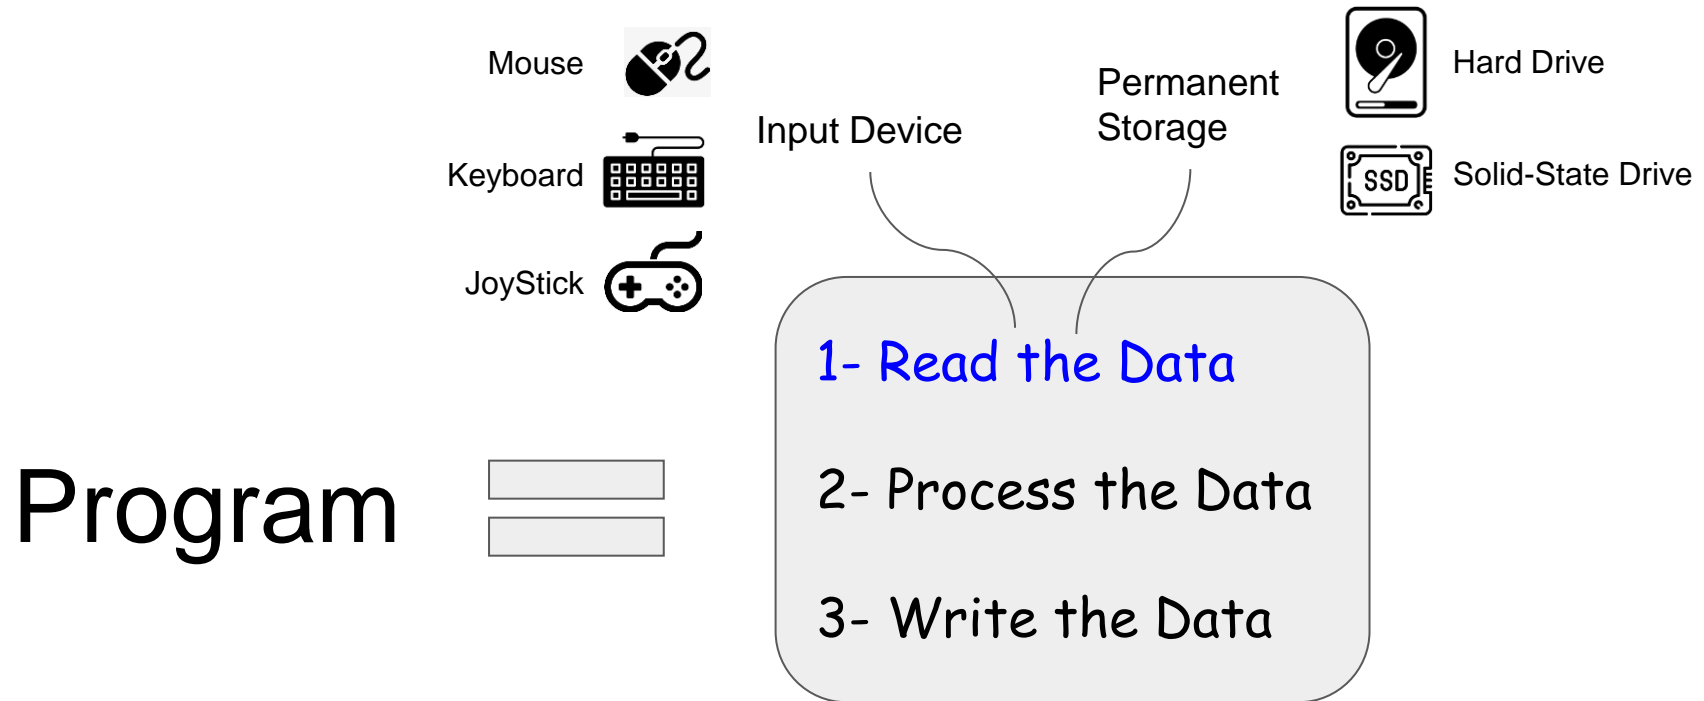 Mouse
Keyboard
JoyStick
Input Device
Permanent
Storage
Hard Drive
SSD
Solid-State Drive
Program
1- Read the Data
2- Process the Data
3- Write the Data